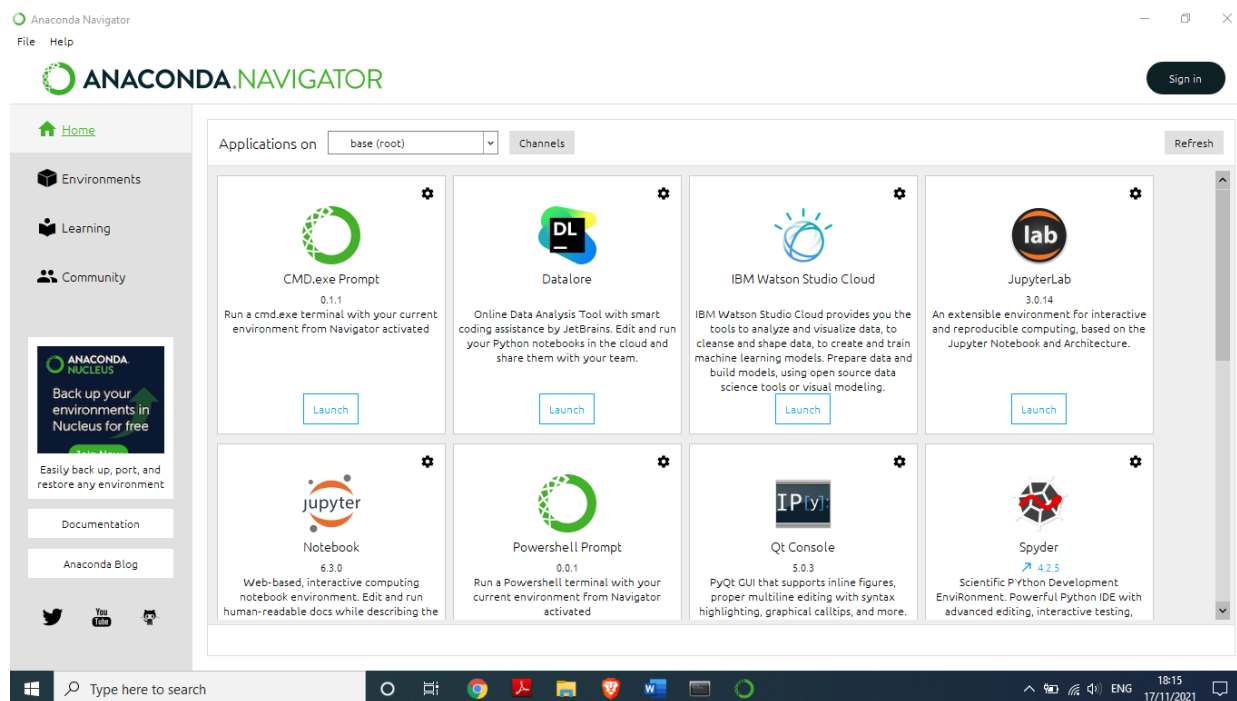 Anaconda Navigator
File Help
ANACONDA.NAVIGATOR
Sign in
Home
Environments
Learning
Community
ANACONDA.
NUCLEUS
Back up your
environments in
Nucleus for free
Join Now
Easily back up, port, and
restore any environment
Documentation
Anaconda Blog
You
Tube
Applications on base (root) Channels Refresh
CMD.exe Prompt
0.1.1
Run a cmd.exe terminal with your current
environment from Navigator activated
Launch
DL
Datalore
Online Data Analysis Tool with smart
coding assistance by JetBrains. Edit and run
your Python notebooks in the cloud and
share them with your team.
Launch
IBM Watson Studio Cloud
IBM Watson Studio Cloud provides you the
tools to analyze and visualize data, to
cleanse and shape data, to create and train
machine learning models. Prepare data and
build models, using open source data
science tools or visual modeling.
Launch
lab
JupyterLab
3.0.14
An extensible environment for interactive
and reproducible computing, based on the
Jupyter Notebook and Architecture.
Launch
jupyter
Notebook
6.3.0
Web-based, interactive computing
notebook environment. Edit and run
human-readable docs while describing the
Powershell Prompt
0.0.1
Run a Powershell terminal with your
current environment from Navigator
activated
IP[y]:
Qt Console
5.0.3
PyQt GUI that supports inline figures,
proper multiline editing with syntax
highlighting, graphical calltips, and more.
Spyder
4.2.5
Scientific PYthon Development
EnviRonment. Powerful Python IDE with
advanced editing, interactive testing,
Type here to search
W
ENG
18:15
17/11/2021